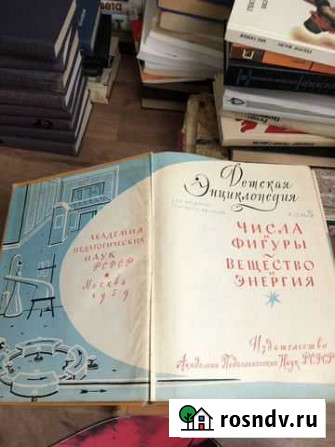 АКАДЕМИЯ
ПЕДАГОГИЧЕСКИХ
НАУК
РСФСР
Москва
1959
Детская
Энциклопедия
ЧИСЛА
и
ФИГУРЫ
ВЕЩЕСТВО
и
ЭНЕРГИЯ
Издательство
Академии Педагогических Наук РСФСР
rosndv.ru